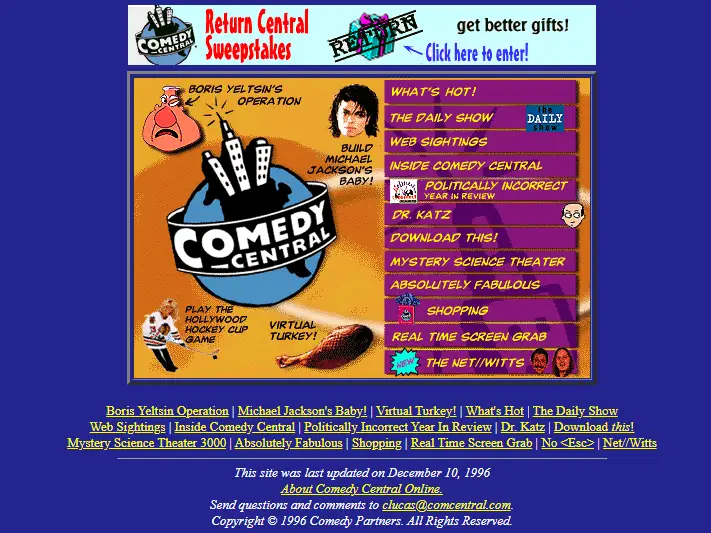 COMEDY
CENTRAL
Return Central
Sweepstakes
RETURN
get better gifts!
Click here to enter!
BORIS YELTSIN'S
OPERATION
BUILD
MICHAEL
JACKSON'S
BABY!
COMEDY
CENTRAL
PLAY THE
HOLLYWOOD
HOCKEY CUP
GAME
VIRTUAL
TURKEY!
WHAT'S HOT!
THE DAILY SHOW
the
DAILY
show
WEB SIGHTINGS
INSIDE COMEDY CENTRAL
POLITICALLY INCORRECT
YEAR IN REVIEW
DR. KATZ
DOWNLOAD THIS!
MYSTERY SCIENCE THEATER
ABSOLUTELY FABULOUS
SHOPPING
REAL TIME SCREEN GRAB
NEW
THE NET//WITTS
Boris Yeltsin Operation | Michael Jackson's Baby! | Virtual Turkey! | What's Hot | The Daily Show
Web Sightings | Inside Comedy Central | Politically Incorrect Year In Review | Dr. Katz | Download this!
Mystery Science Theater 3000 | Absolutely Fabulous | Shopping | Real Time Screen Grab | No <Esc> | Net//Witts
This site was last updated on December 10, 1996
About Comedy Central Online.
Send questions and comments to clucas@comcentral.com.
Copyright © 1996 Comedy Partners. All Rights Reserved.